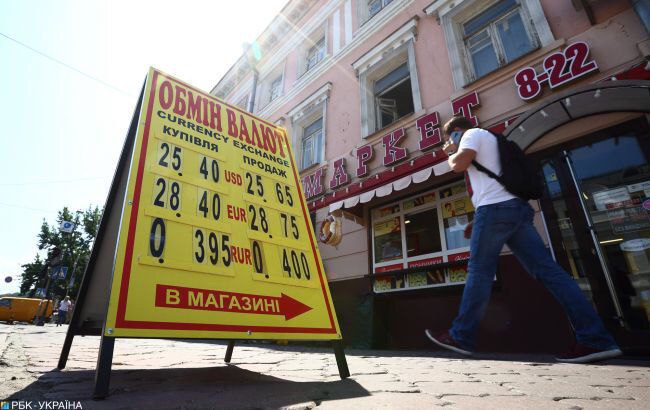 ОБМІН ВАЛЮТ
CURRENCY EXCHANGE
КУПІВЛЯ ПРОДАЖ
25.40 USD 25.65
28.40 EUR 28.75
0.395 RUR 0.400
В МАГАЗИНІ
МАРКЕТ 8-22
РБК - УКРАЇНА